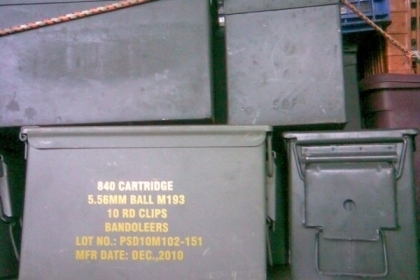 840 CARTRIDGE
5.56MM BALL M193
10 RD CLIPS
BANDOLEERS
LOT NO.: PSD10M102-151
MFR DATE: DEC.,2010